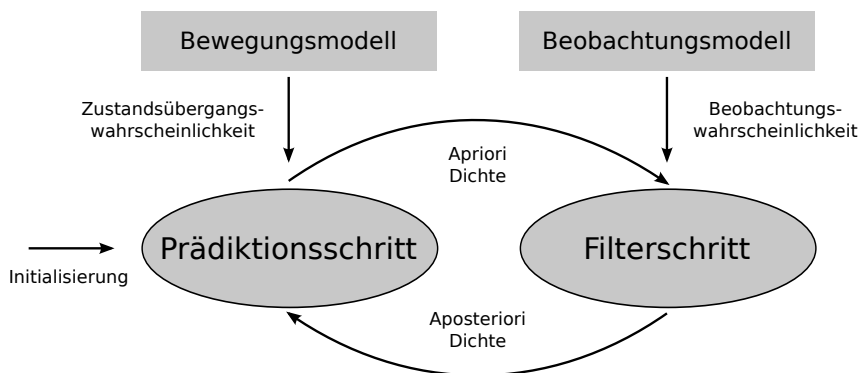 Bewegungsmodell
Beobachtungsmodell
Zustandsübergangs-
wahrscheinlichkeit
Beobachtungs-
wahrscheinlichkeit
Apriori
Dichte
Prädiktionsschritt
Filterschritt
Initialisierung
Aposteriori
Dichte